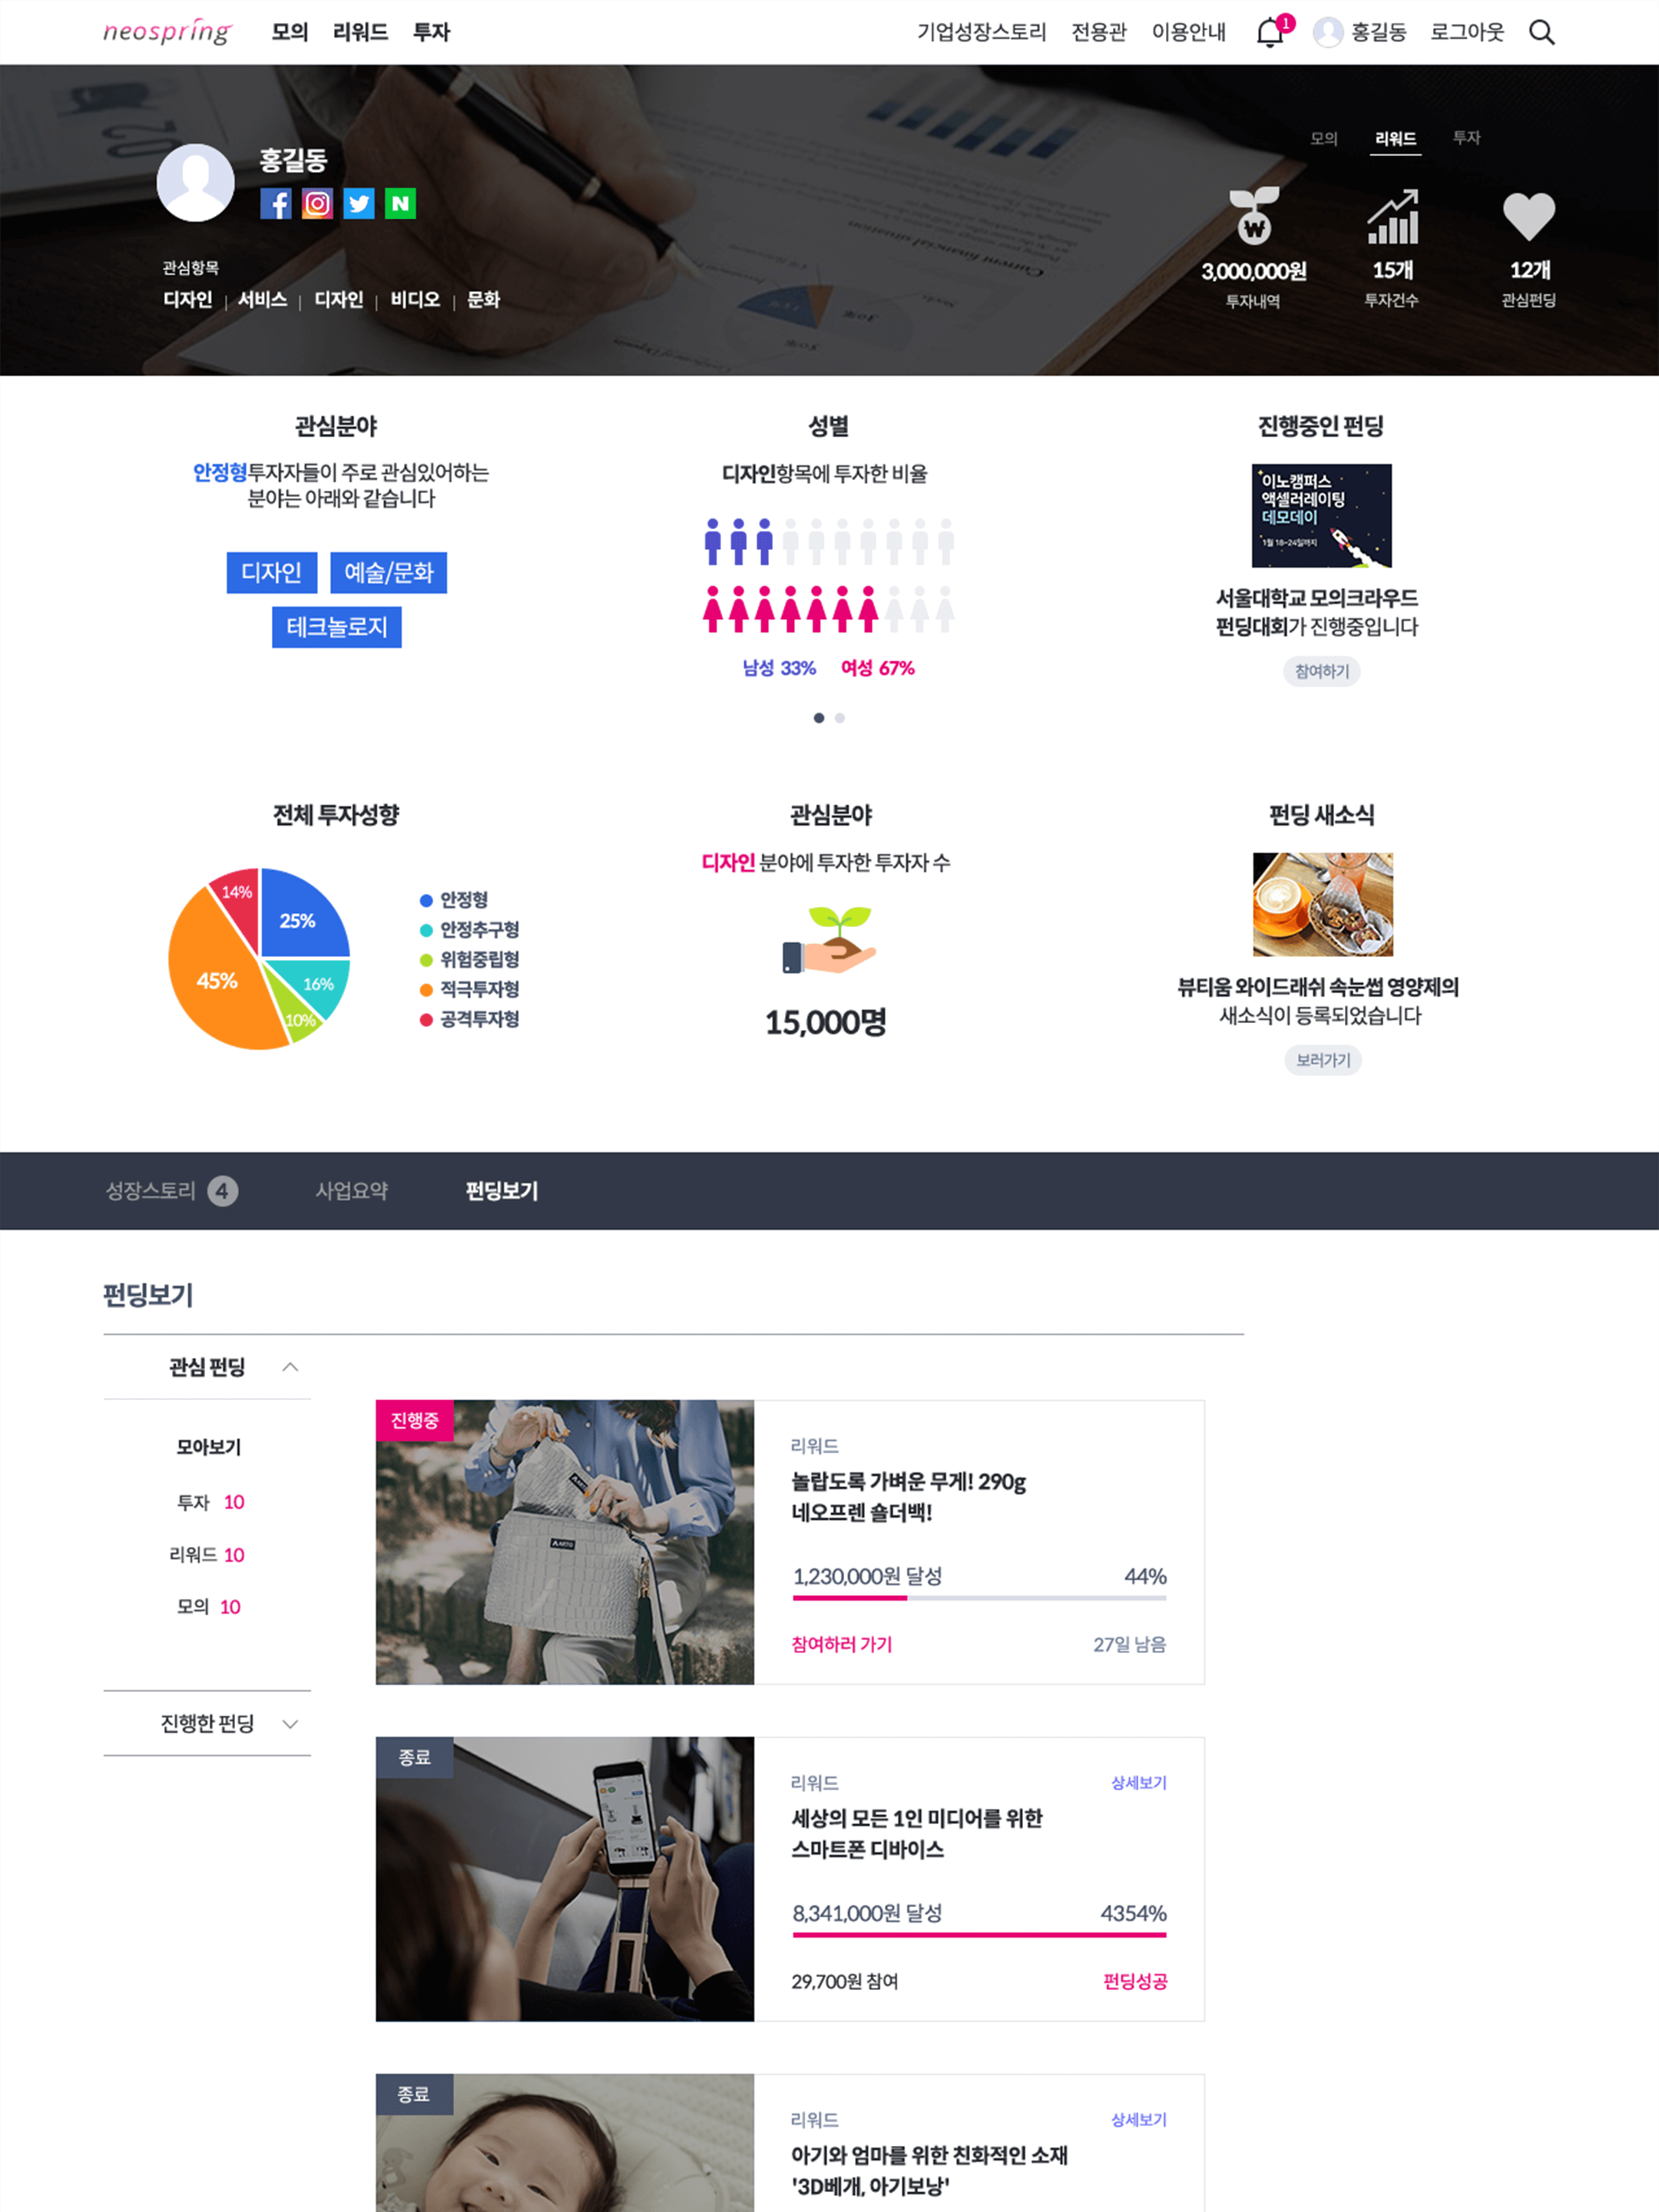 neospring 모의 리워드 투자 기업성장스토리 전용관 이용안내 1 홍길동 로그아웃
홍길동
N
관심항목
디자인 | 서비스 | 디자인 | 비디오 | 문화
모의 리워드 투자
W
3,000,000원 15개 12개
투자내역 투자건수 관심펀딩
Current financial situation
관심분야
안정형투자자들이 주로 관심있어하는
분야는 아래와 같습니다
디자인 예술/문화
테크놀로지
성별
디자인항목에 투자한 비율
남성 33% 여성 67%
진행중인 펀딩
이노캠퍼스
액셀러레이팅
데모데이
1월 18~24일까지
서울대학교 모의크라우드
펀딩대회가 진행중입니다
참여하기
전체 투자성향
14%
25%
45%
16%
10%
안정형
안정추구형
위험중립형
적극투자형
공격투자형
관심분야
디자인 분야에 투자한 투자자 수
15,000명
펀딩 새소식
뷰티움 와이드래쉬 속눈썹 영양제의
새소식이 등록되었습니다
보러가기
성장스토리 4 사업요약 펀딩보기
펀딩보기
관심 펀딩
모아보기
투자 10
리워드 10
모의 10
진행한 펀딩
진행중
리워드
놀랍도록 가벼운 무게! 290g
네오프렌 숄더백!
1,230,000원 달성 44%
참여하러 가기 27일 남음
종료
리워드 상세보기
세상의 모든 1인 미디어를 위한
스마트폰 디바이스
8,341,000원 달성 4354%
29,700원 참여 펀딩성공
종료
리워드 상세보기
아기와 엄마를 위한 친화적인 소재
'3D베개, 아기보낭'